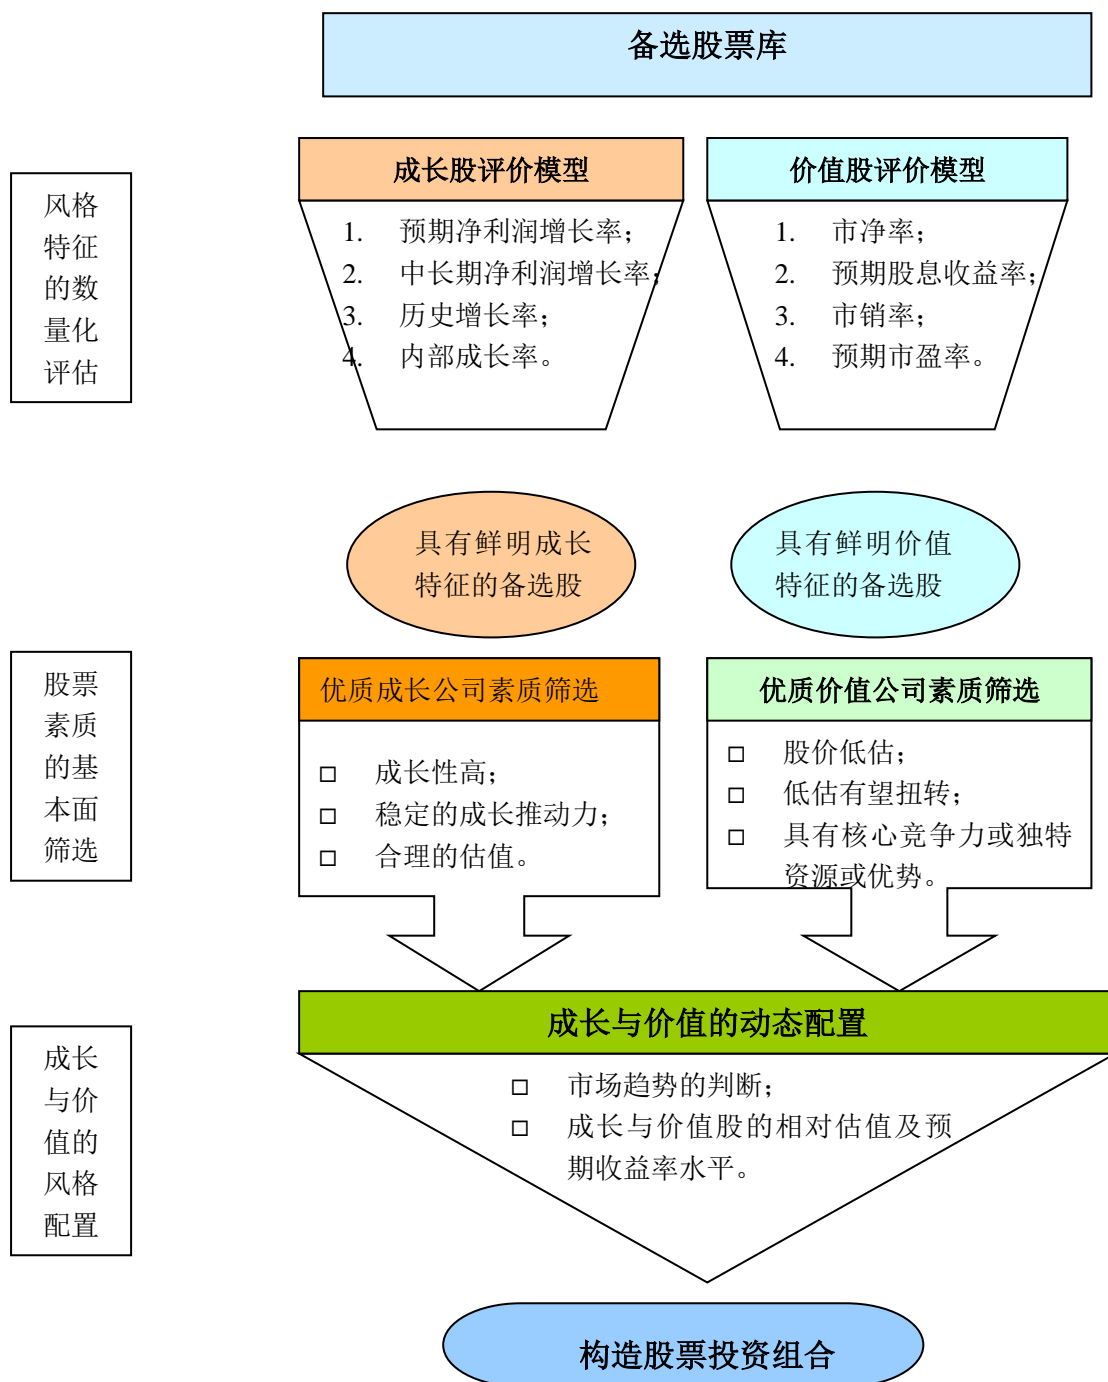 备选股票库
风格
特征
的数
量化
评估
成长股评价模型
1. 预期净利润增长率；
2. 中长期净利润增长率；
3. 历史增长率；
4. 内部成长率。
价值股评价模型
1. 市净率；
2. 预期股息收益率；
3. 市销率；
4. 预期市盈率。
具有鲜明成长
特征的备选股
具有鲜明价值
特征的备选股
股票
素质
的基
本面
筛选
优质成长公司素质筛选
□ 成长性高；
□ 稳定的成长推动力；
□ 合理的估值。
优质价值公司素质筛选
□ 股价低估；
□ 低估有望扭转；
□ 具有核心竞争力或独特
资源或优势。
成长
与价
值的
风格
配置
成长与价值的动态配置
□ 市场趋势的判断；
□ 成长与价值股的相对估值及预
期收益率水平。
构造股票投资组合